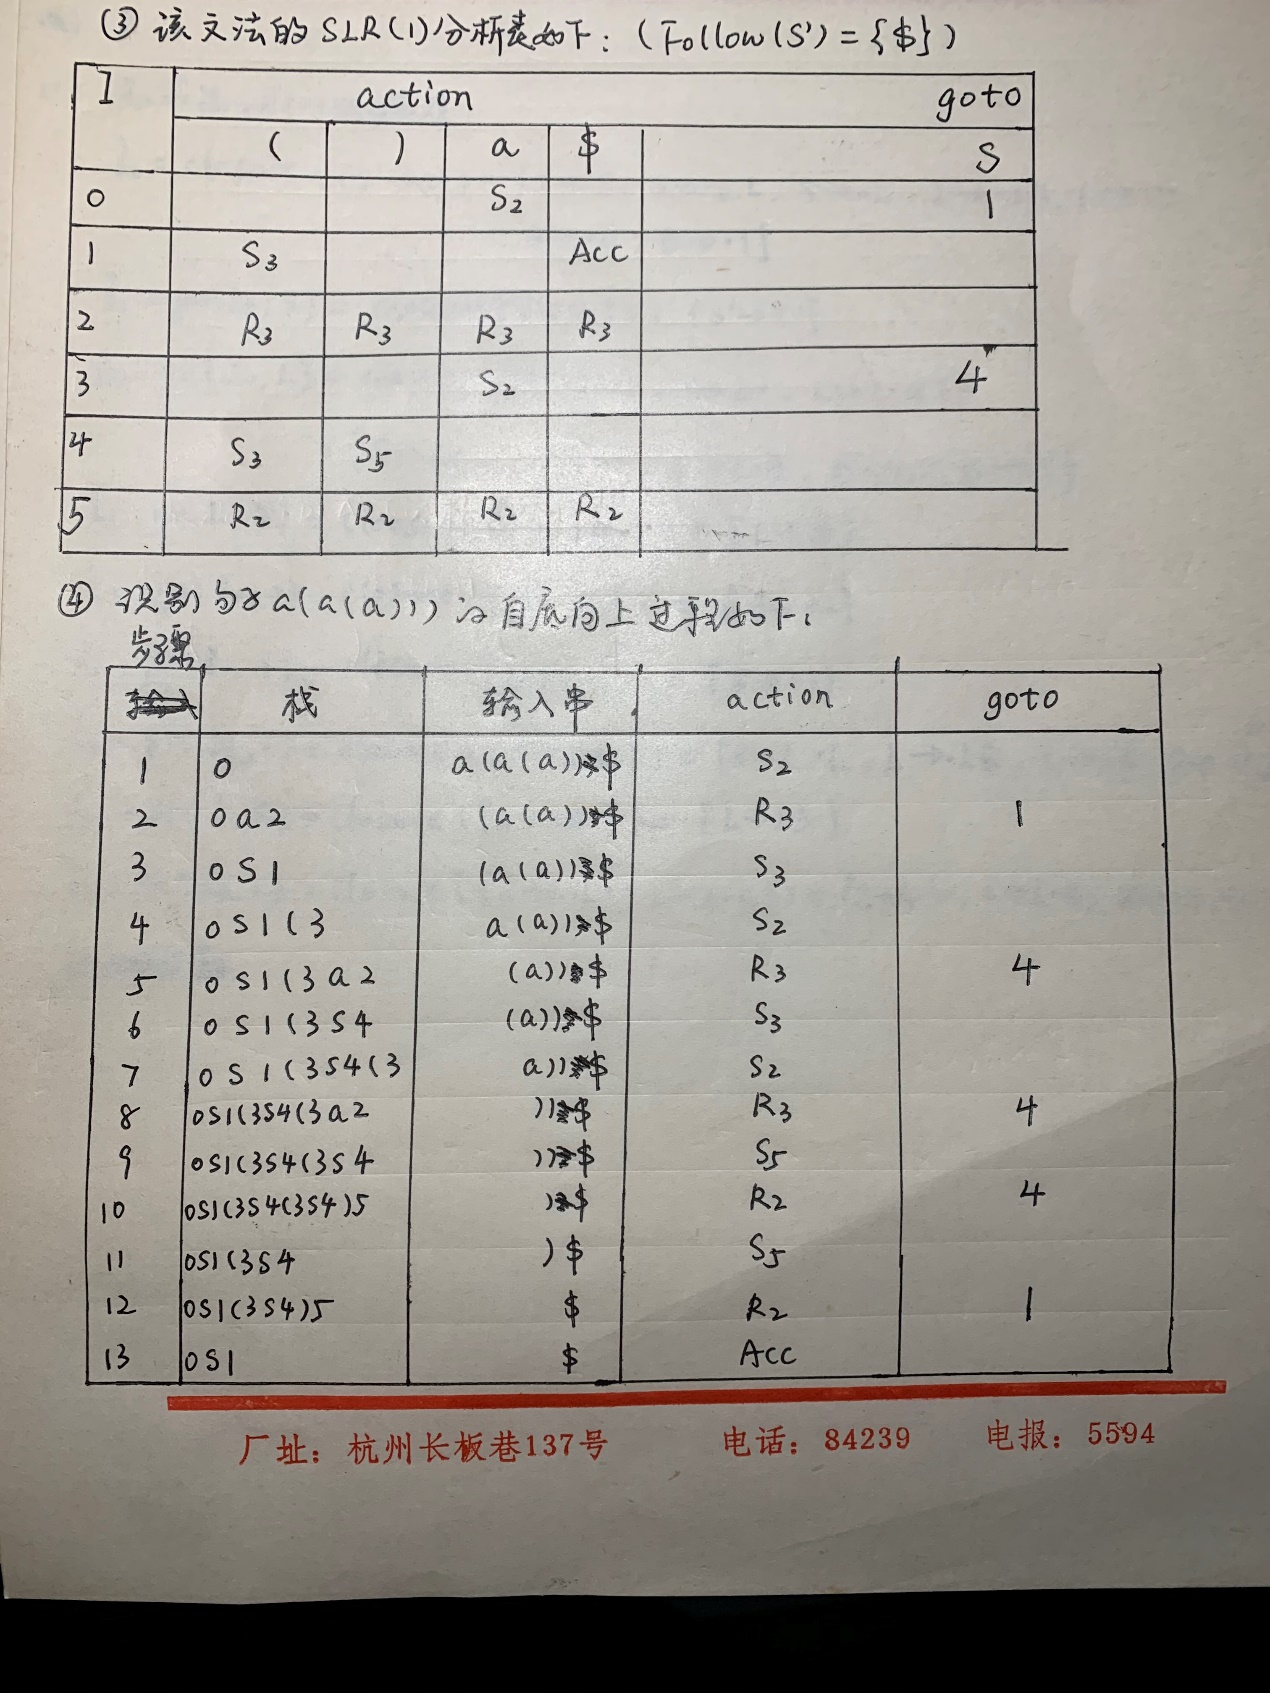 ③ 该文法的SLR(1)分析表如下：(Follow(S')={$})
I action goto
( ) a $ S
0 S2 1
1 S3 Acc
2 R3 R3 R3 R3
3 S2 4
4 S3 S5
5 R2 R2 R2 R2
④ 识别句子a(a(a)))的自底向上过程如下：
步骤
栈 输入串 action goto
1 0 a(a(a))$ S2
2 0a2 (a(a))$ R3 1
3 0S1 (a(a))$ S3
4 0S1(3 a(a))$ S2
5 0S1(3a2 (a))$ R3 4
6 0S1(3S4 (a))$ S3
7 0S1(3S4(3 a))$ S2
8 0S1(3S4(3a2 ))$ R3 4
9 0S1(3S4(3S4 ))$ S5
10 0S1(3S4(3S4)5 )$ R2 4
11 0S1(3S4 )$ S5
12 0S1(3S4)5 $ R2 1
13 0S1 $ Acc
厂址：杭州长板巷137号 电话：84239 电报：5594